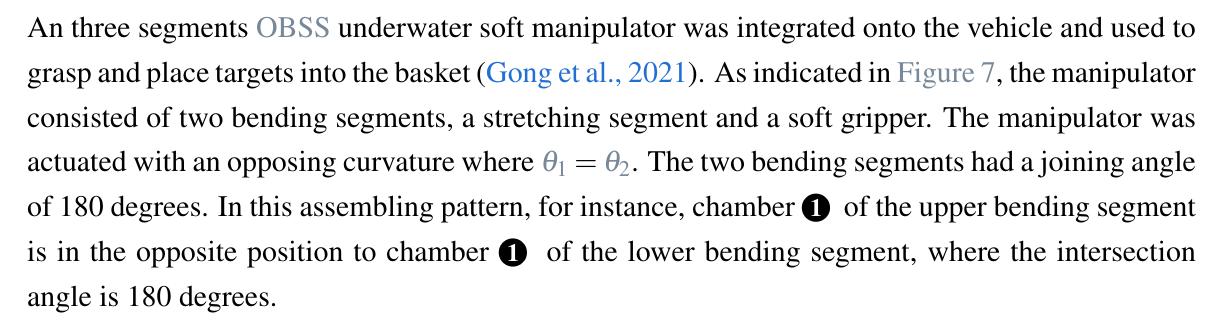 An three segments OBSS underwater soft manipulator was integrated onto the vehicle and used to
grasp and place targets into the basket (Gong et al., 2021). As indicated in Figure 7, the manipulator
consisted of two bending segments, a stretching segment and a soft gripper. The manipulator was
actuated with an opposing curvature where θ₁ = θ₂. The two bending segments had a joining angle
of 180 degrees. In this assembling pattern, for instance, chamber ❶ of the upper bending segment
is in the opposite position to chamber ❶ of the lower bending segment, where the intersection
angle is 180 degrees.